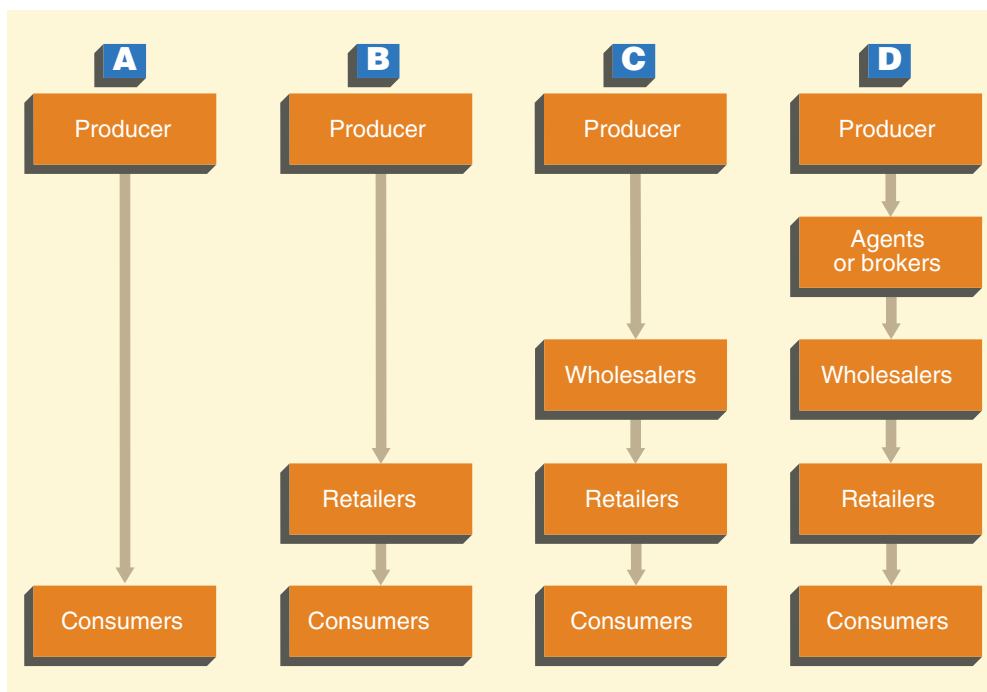 A
B
C
D
Producer
Producer
Producer
Producer
Agents
or brokers
Wholesalers
Wholesalers
Retailers
Retailers
Retailers
Consumers
Consumers
Consumers
Consumers